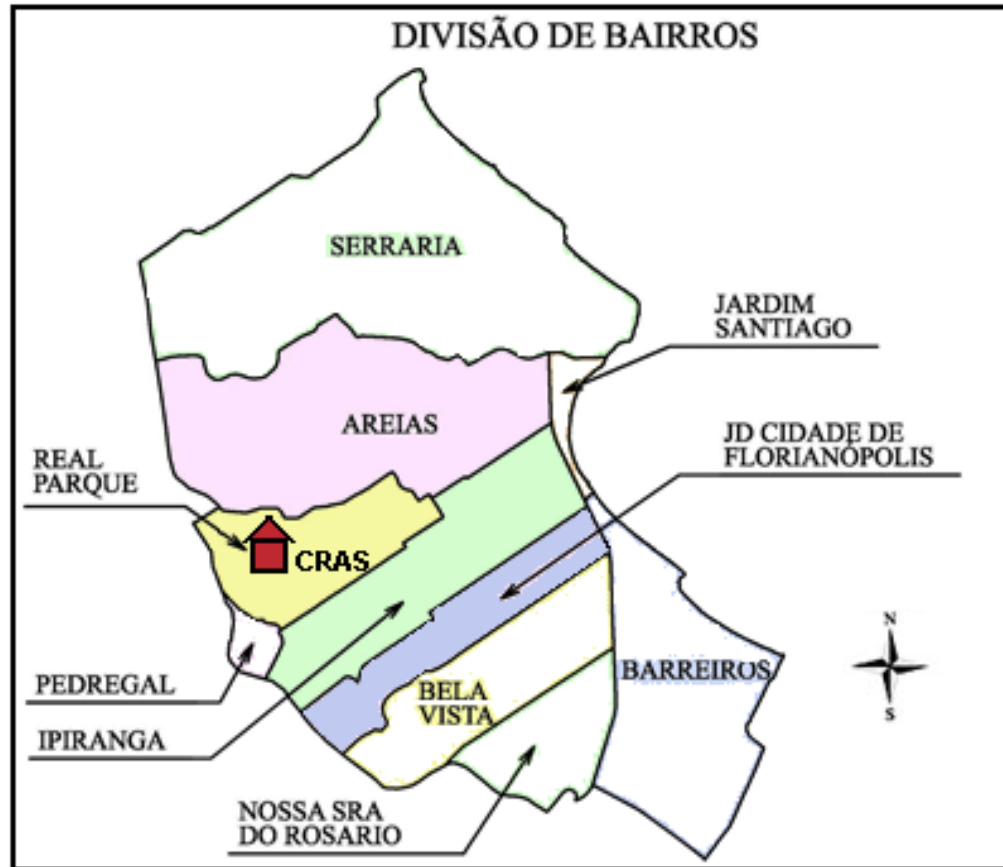 DIVISÃO DE BAIRROS
SERRARIA
JARDIM
SANTIAGO
AREIAS
JD CIDADE DE
FLORIANÓPOLIS
REAL
PARQUE
CRAS
PEDREGAL
BELA
VISTA
BARREIROS
IPIRANGA
NOSSA SRA
DO ROSARIO
N
S